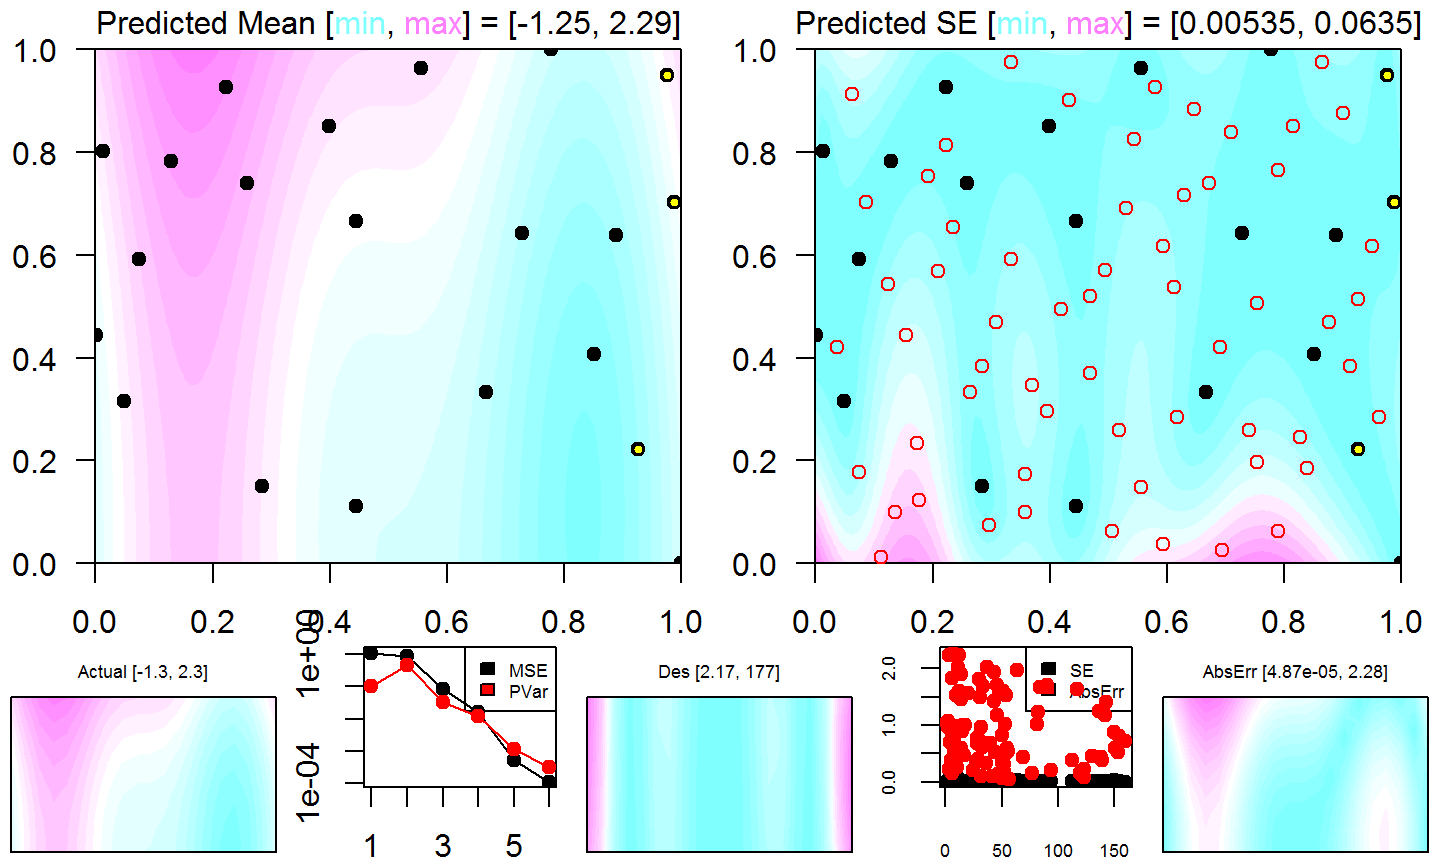 Predicted Mean [min, max] = [-1.25, 2.29]
1.0
0.8
0.6
0.4
0.2
0.0
0.0 0.2 0.4 0.6 0.8 1.0
Predicted SE [min, max] = [0.00535, 0.0635]
1.0
0.8
0.6
0.4
0.2
0.0
0.0 0.2 0.4 0.6 0.8 1.0
Actual [-1.3, 2.3]
1e+00
1e-04
MSE
PVar
1 3 5
Des [2.17, 177]
2.0
1.0
0.0
SE
AbsErr
0 50 100 150
AbsErr [4.87e-05, 2.28]